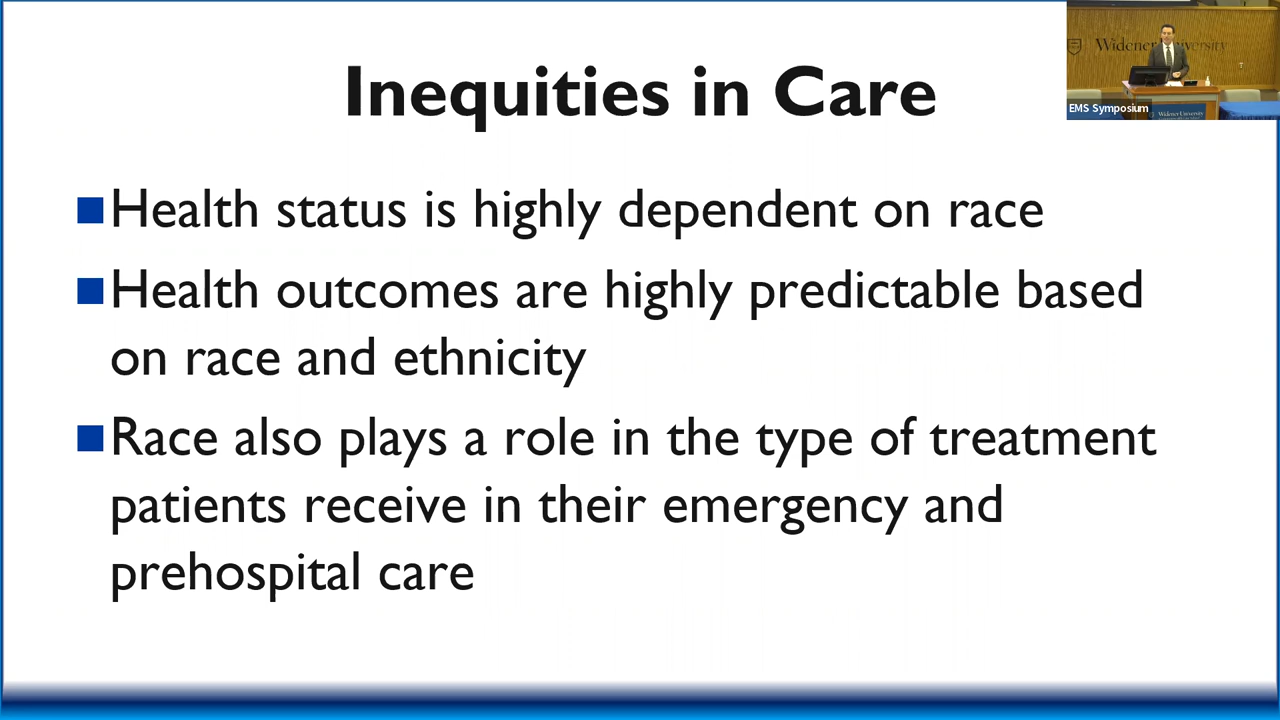 Inequities in Care
Widener University
EMS Symposium
Widener University
Health status is highly dependent on race
Health outcomes are highly predictable based
on race and ethnicity
Race also plays a role in the type of treatment
patients receive in their emergency and
prehospital care